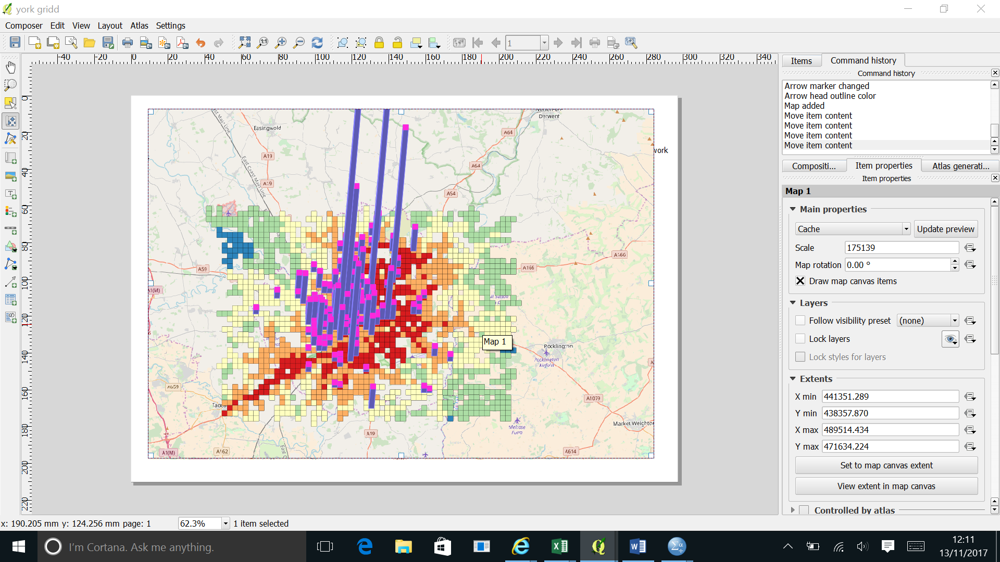 york gridd
Composer Edit View Layout Atlas Settings
1
-40 -20 0 20 40 60 80 100 120 140 160 180 200 220 240 260 280 300 320 340
0
20
40
60
80
100
120
140
160
180
200
220
Easingwold
Derwent
A64
A19
East Coast Main Line
A64
A19
A64
work
A59
A166
A166
A1(M)
Pocklington
Pocklington
Airfield
Map 1
A659
A1079
Melrose
Farm
Market Weighton
A19
A1(M)
A162
A614
Items Command history
Command history
Arrow marker changed
Arrow head outline color
Map added
Move item content
Move item content
Move item content
Move item content
Compositi... Item properties Atlas generati...
Item properties
Map 1
Main properties
Cache Update preview
Scale 175139
Map rotation 0.00 °
Draw map canvas items
Layers
Follow visibility preset (none)
Lock layers
Lock styles for layers
Extents
X min 441351.289
Y min 438357.870
X max 489514.434
Y max 471634.224
Set to map canvas extent
View extent in map canvas
Controlled by atlas
x: 190.205 mm y: 124.256 mm page: 1 62.3% 1 item selected
I'm Cortana. Ask me anything.
12:11
13/11/2017